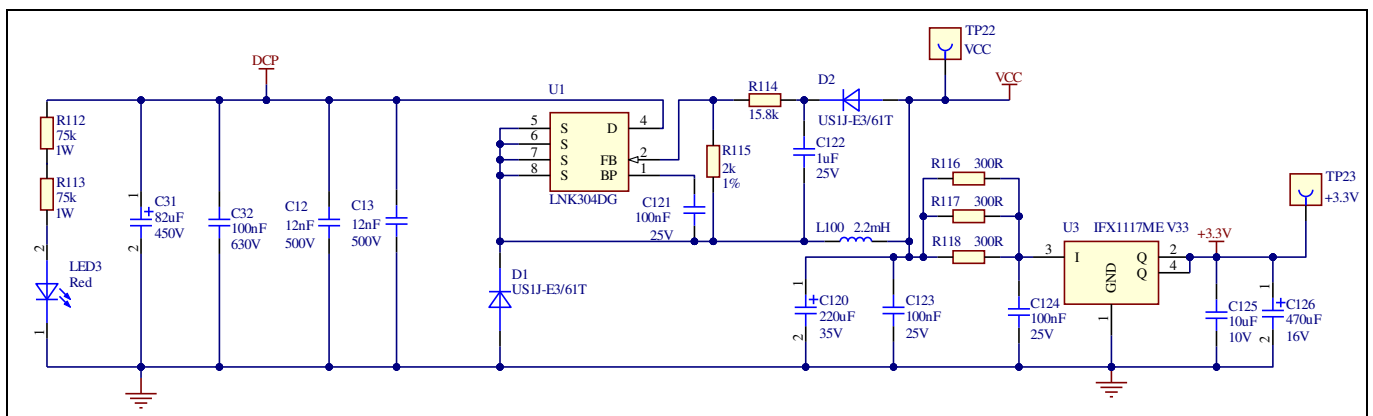 DCP
R112
75k
1W
R113
75k
1W
2
LED3
Red
1
1
C31
82uF
450V
2
C32
100nF
630V
C12
12nF
500V
C13
12nF
500V
U1
5 S D 4
6 S
7 S FB 2
8 S BP 1
LNK304DG
C121
100nF
25V
D1
US1J-E3/61T
R114
15.8k
R115
2k
1%
D2
US1J-E3/61T
C122
1uF
25V
L100 2.2mH
TP22
VCC
VCC
R116 300R
R117 300R
R118 300R
1
C120
220uF
35V
2
C123
100nF
25V
C124
100nF
25V
U3 IFX1117ME V33
3 I Q 2
Q 4
GND
1
+3.3V
TP23
+3.3V
C125
10uF
10V
1
C126
470uF
16V
2